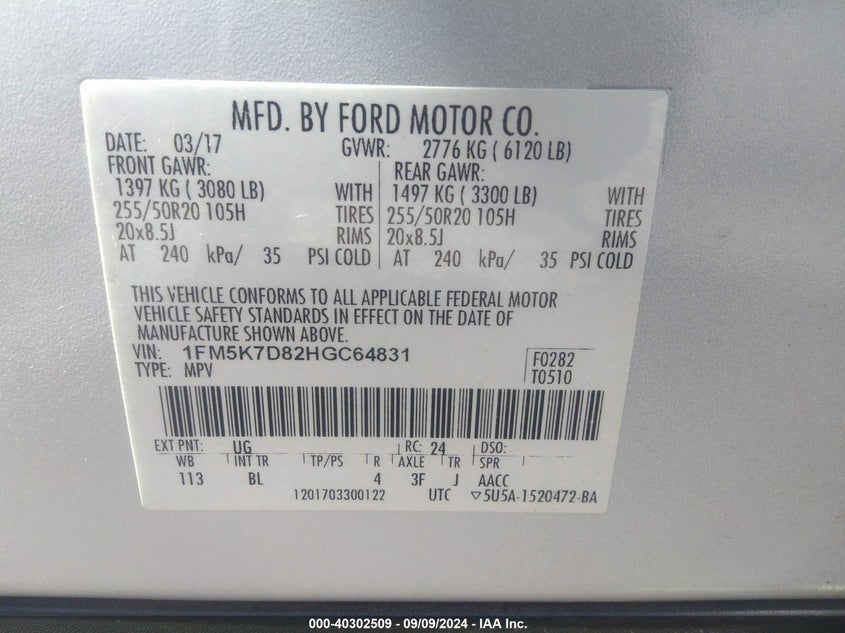 MFD. BY FORD MOTOR CO.
DATE: 03/17 GVWR: 2776 KG ( 6120 LB)
FRONT GAWR: REAR GAWR:
1397 KG ( 3080 LB) WITH 1497 KG ( 3300 LB) WITH
255/50R20 105H TIRES 255/50R20 105H TIRES
20x8.5J RIMS 20x8.5J RIMS
AT 240 kPa/ 35 PSI COLD AT 240 kPa/ 35 PSI COLD
THIS VEHICLE CONFORMS TO ALL APPLICABLE FEDERAL MOTOR
VEHICLE SAFETY STANDARDS IN EFFECT ON THE DATE OF
MANUFACTURE SHOWN ABOVE.
VIN: 1FM5K7D82HGC64831 F0282
TYPE: MPV T0510
EXT PNT: UG RC: 24 DSO:
WB INT TR TP/PS R AXLE TR SPR
113 BL 4 3F J AACC
1201703300122 UTC ▽5U5A-1520472-BA
000-40302509 - 09/09/2024 - IAA Inc.